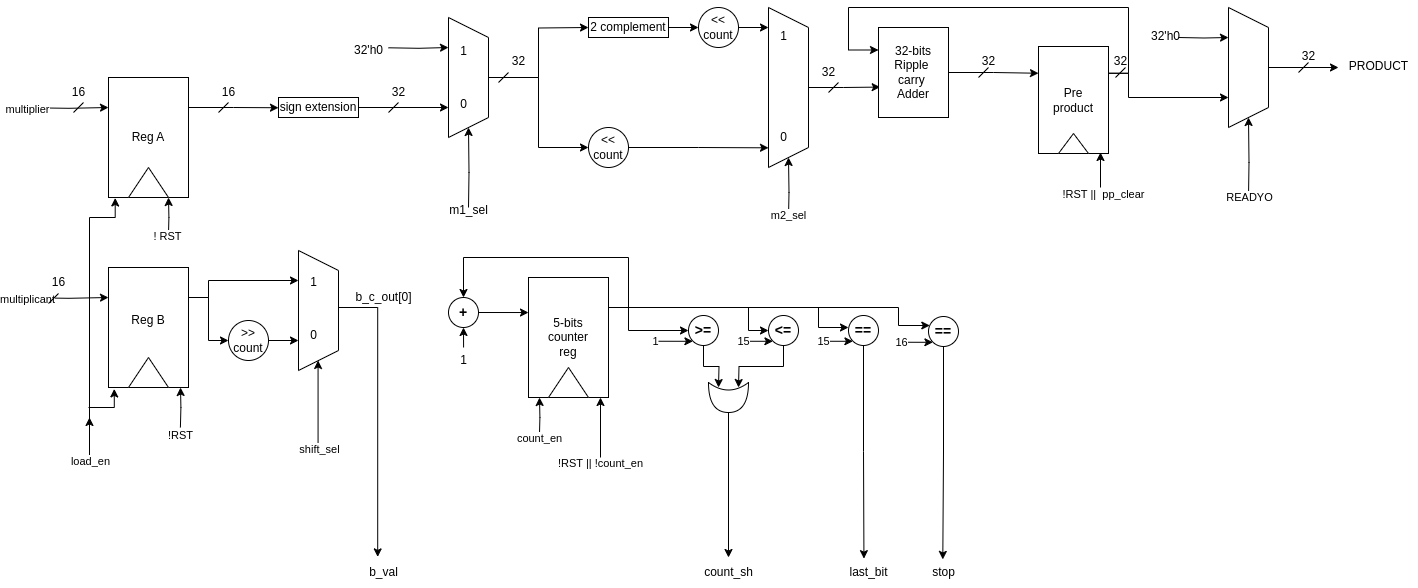 32'h0
1
0
32
2 complement
<<
count
<<
count
1
0
32
32-bits
Ripple
carry
Adder
32
Pre
product
32
32'h0
32
PRODUCT
multiplier
16
Reg A
16
sign extension
32
m1_sel
m2_sel
!RST || pp_clear
READYO
! RST
multiplicant
16
Reg B
>>
count
1
0
b_c_out[0]
shift_sel
!RST
load_en
+
1
5-bits
counter
reg
count_en
!RST || !count_en
>=
1
<=
15
==
15
==
16
b_val
count_sh
last_bit
stop